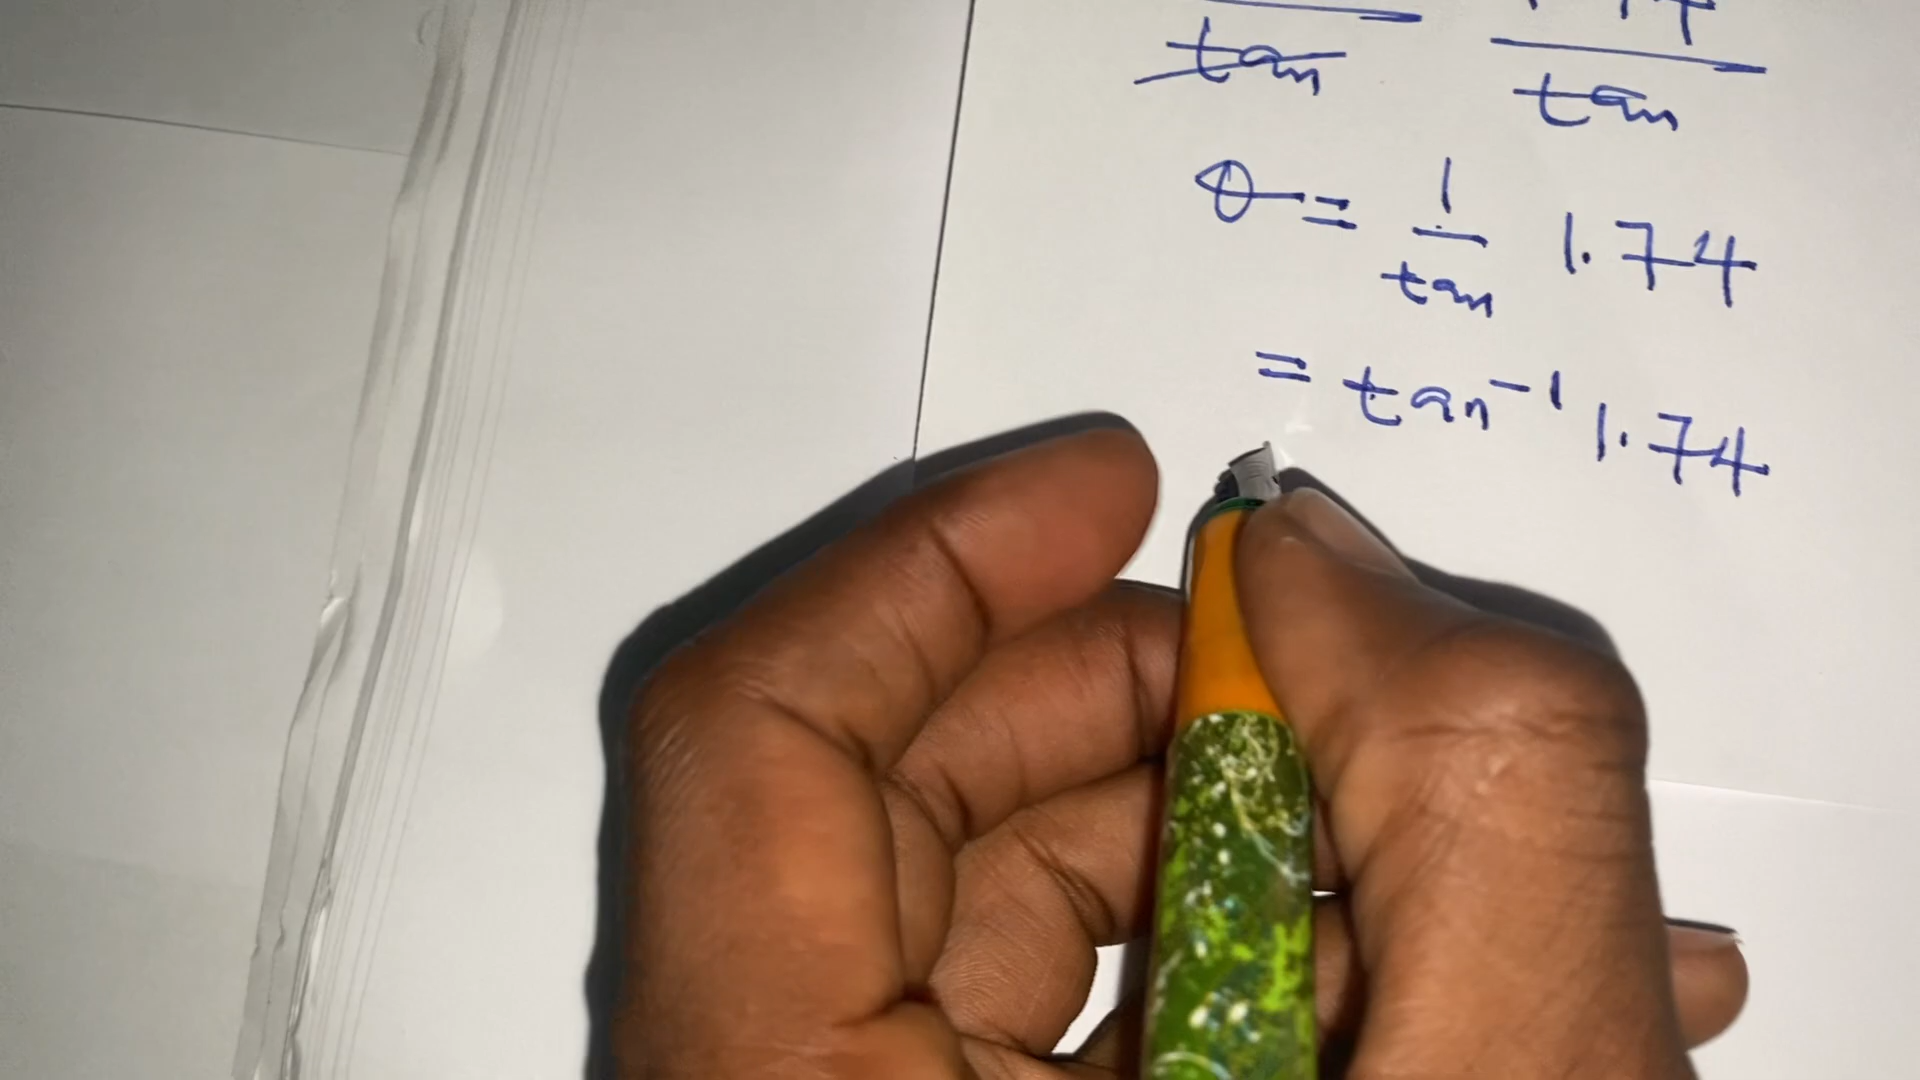 tan tan
θ = 1/tan 1.74
= tan⁻¹ 1.74